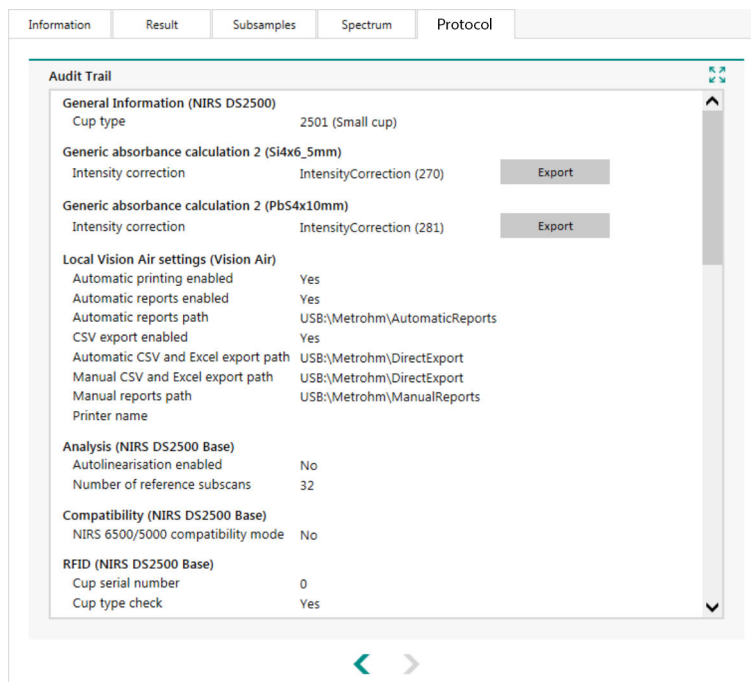 Information Result Subsamples Spectrum Protocol
Audit Trail
General Information (NIRS DS2500)
Cup type 2501 (Small cup)
Generic absorbance calculation 2 (Si4x6_5mm)
Intensity correction IntensityCorrection (270) Export
Generic absorbance calculation 2 (PbS4x10mm)
Intensity correction IntensityCorrection (281) Export
Local Vision Air settings (Vision Air)
Automatic printing enabled Yes
Automatic reports enabled Yes
Automatic reports path USB:\Metrohm\AutomaticReports
CSV export enabled Yes
Automatic CSV and Excel export path USB:\Metrohm\DirectExport
Manual CSV and Excel export path USB:\Metrohm\DirectExport
Manual reports path USB:\Metrohm\ManualReports
Printer name
Analysis (NIRS DS2500 Base)
Autolinearisation enabled No
Number of reference subscans 32
Compatibility (NIRS DS2500 Base)
NIRS 6500/5000 compatibility mode No
RFID (NIRS DS2500 Base)
Cup serial number 0
Cup type check Yes